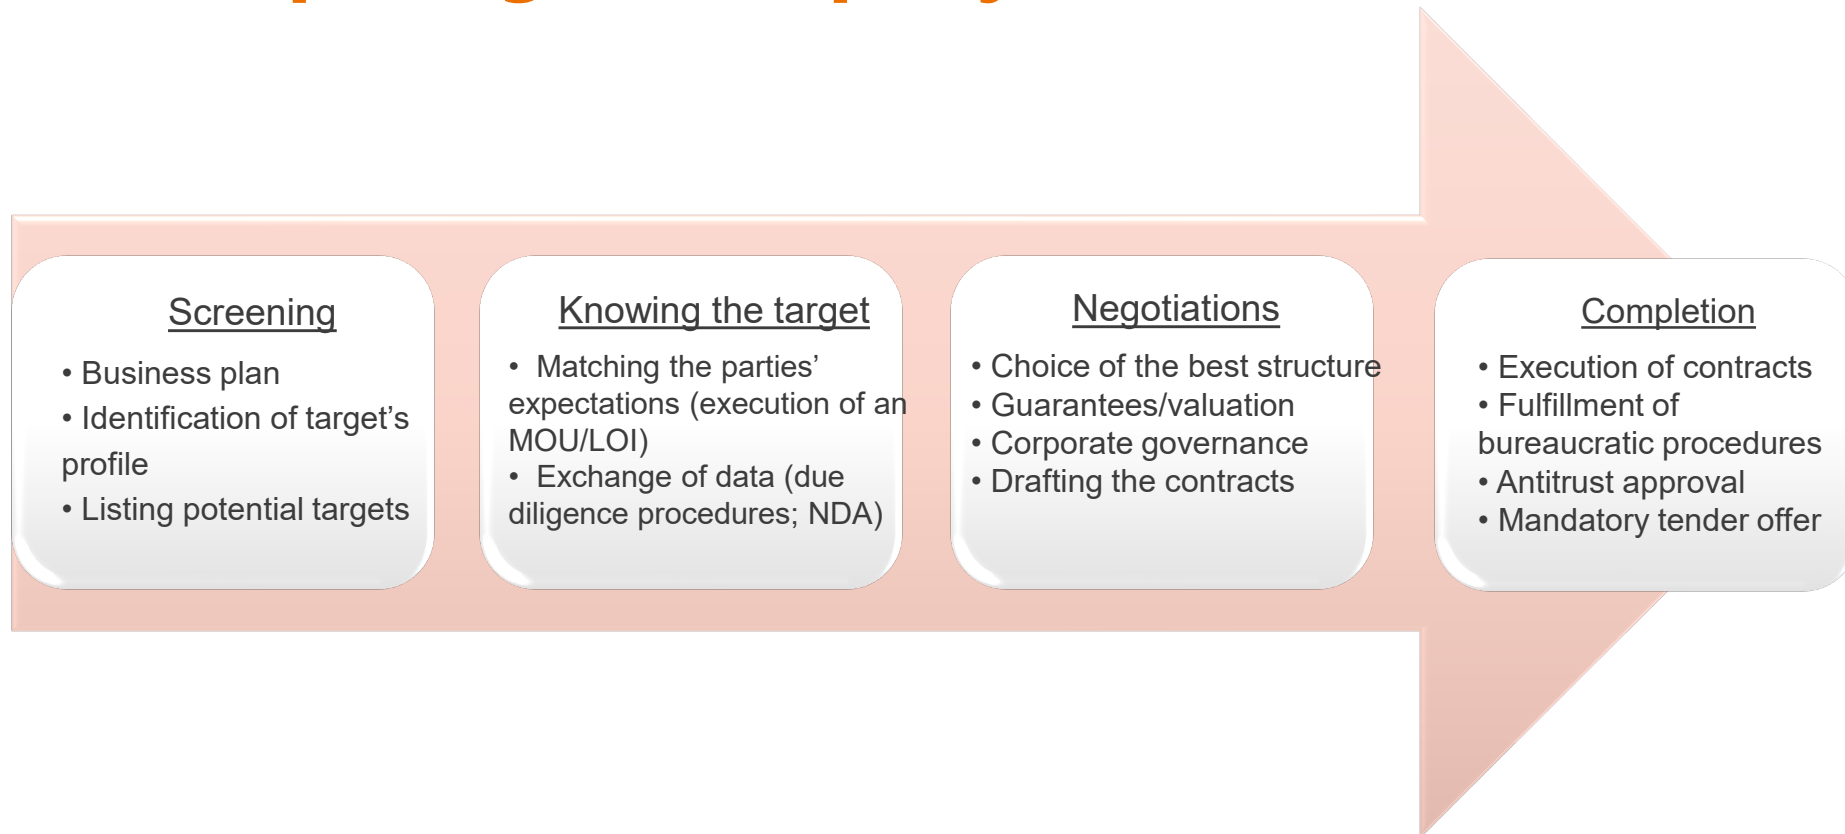 Screening
• Business plan
• Identification of target’s
profile
• Listing potential targets
Knowing the target
• Matching the parties’
expectations (execution of an
MOU/LOI)
• Exchange of data (due
diligence procedures; NDA)
Negotiations
• Choice of the best structure
• Guarantees/valuation
• Corporate governance
• Drafting the contracts
Completion
• Execution of contracts
• Fulfillment of
bureaucratic procedures
• Antitrust approval
• Mandatory tender offer